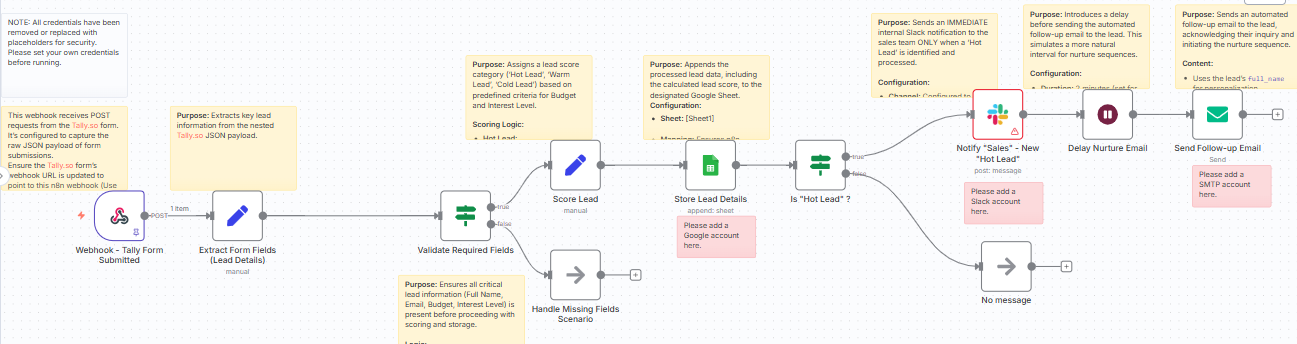 NOTE: All credentials have been
removed or replaced with
placeholders for security.
Please set your own credentials
before running.
This webhook receives POST
requests from the Tally.so form.
It's configured to capture the
raw JSON payload of form
submissions.
Ensure the Tally.so form's
webhook URL is updated to
point to this n8n webhook (Use
Purpose: Extracts key lead
information from the nested
Tally.so JSON payload.
POST
1 item
Webhook - Tally Form
Submitted
Extract Form Fields
(Lead Details)
manual
Validate Required Fields
true
false
Purpose: Ensures all critical
lead information (Full Name,
Email, Budget, Interest Level) is
present before proceeding with
scoring and storage.
Logic:
Purpose: Assigns a lead score
category ('Hot Lead', 'Warm
Lead', 'Cold Lead') based on
predefined criteria for Budget
and Interest Level.
Scoring Logic:
• Hot Lead:
Score Lead
manual
Handle Missing Fields
Scenario
Purpose: Appends the
processed lead data, including
the calculated lead score, to
the designated Google Sheet.
Configuration:
• Sheet: [Sheet1]
• Mapping: Ensures n8n
Store Lead Details
append: sheet
Please add a
Google account
here.
Is "Hot Lead" ?
true
false
Purpose: Sends an IMMEDIATE
internal Slack notification to the
sales team ONLY when a 'Hot
Lead' is identified and
processed.
Configuration:
• Channel: Configured to
Notify "Sales" - New
"Hot Lead"
post: message
Please add a
Slack account
here.
No message
Purpose: Introduces a delay
before sending the automated
follow-up email to the lead. This
simulates a more natural
interval for nurture sequences.
Configuration:
• Duration: 2 minutes (set for
Delay Nurture Email
Purpose: Sends an automated
follow-up email to the lead,
acknowledging their inquiry and
initiating the nurture sequence.
Content:
• Uses the lead's full_name
for personalization
Send Follow-up Email
Send
Please add a
SMTP account
here.